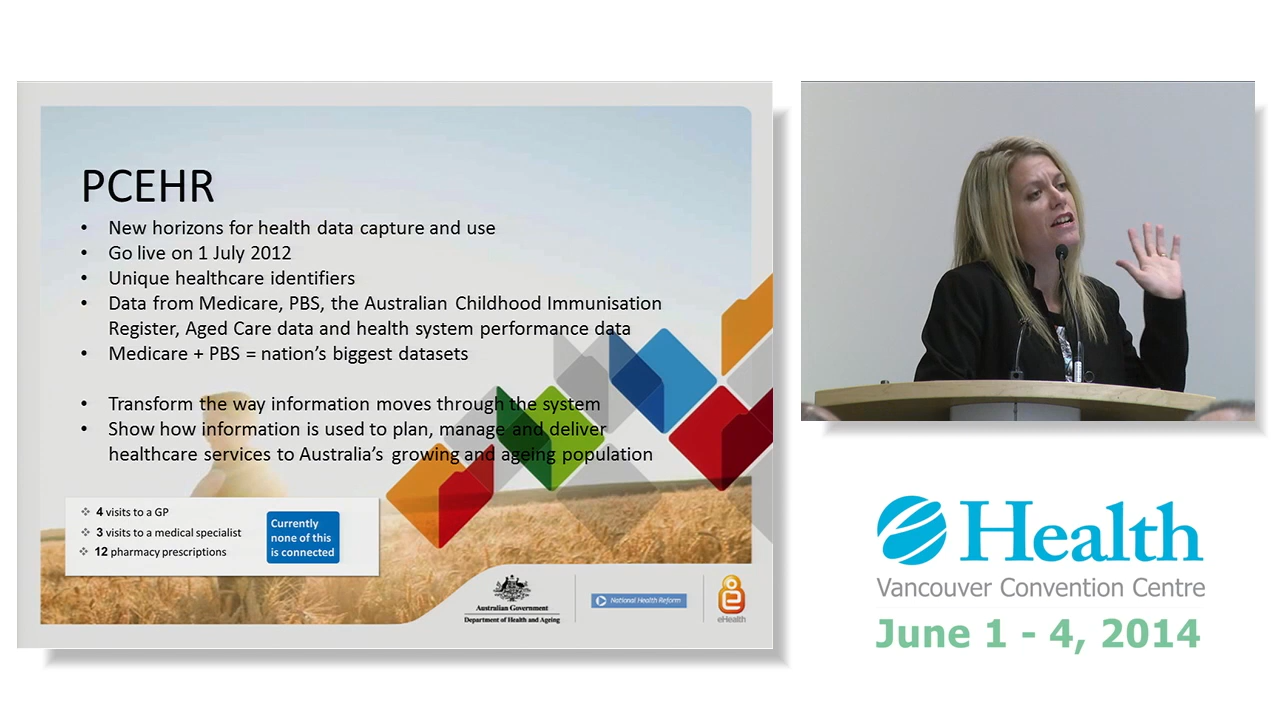 PCEHR
• New horizons for health data capture and use
• Go live on 1 July 2012
• Unique healthcare identifiers
• Data from Medicare, PBS, the Australian Childhood Immunisation
Register, Aged Care data and health system performance data
• Medicare + PBS = nation's biggest datasets
• Transform the way information moves through the system
• Show how information is used to plan, manage and deliver
healthcare services to Australia's growing and ageing population
❖ 4 visits to a GP
❖ 3 visits to a medical specialist
❖ 12 pharmacy prescriptions
Currently
none of this
is connected
Australian Government
Department of Health and Ageing
National Health Reform
eHealth
eHealth
Vancouver Convention Centre
June 1 - 4, 2014